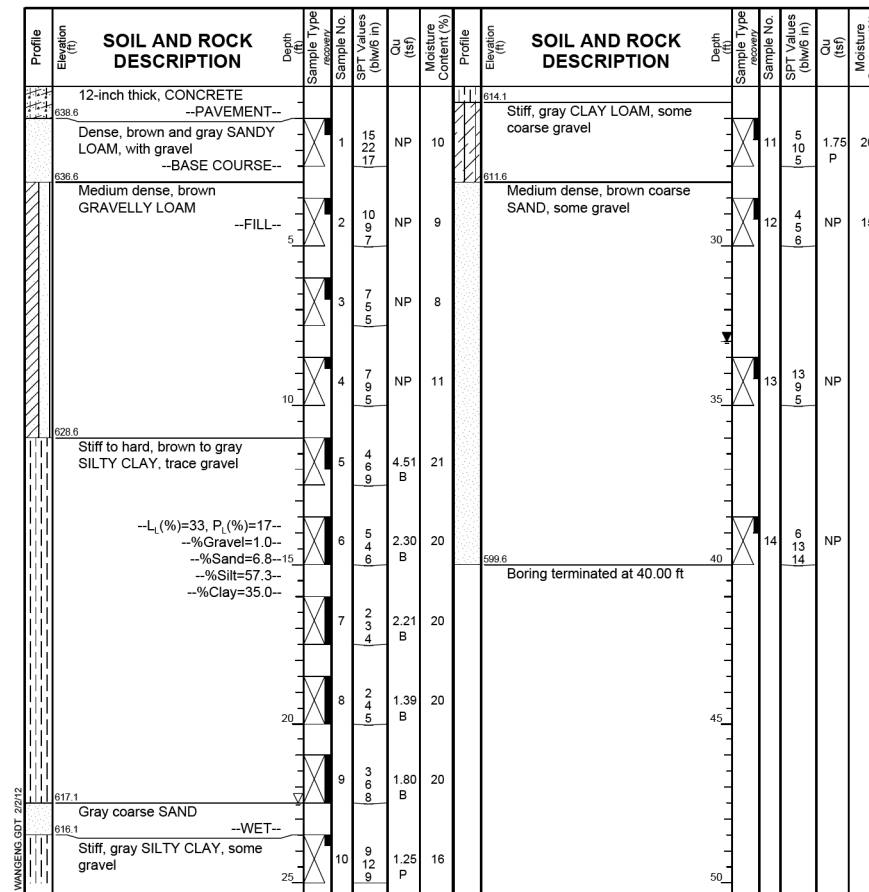 Profile
Elevation
(ft)
SOIL AND ROCK
DESCRIPTION
Depth
(ft)
Sample Type
recovery
Sample No.
SPT Values
(blw/6 in)
Qu
(tsf)
Moisture
Content (%)
12-inch thick, CONCRETE
--PAVEMENT--
638.6
Dense, brown and gray SANDY
LOAM, with gravel
--BASE COURSE--
1
15
22
17
NP
10
636.6
Medium dense, brown
GRAVELLY LOAM
--FILL--
5
2
10
9
7
NP
9
3
7
5
5
NP
8
4
7
9
5
NP
11
10
628.6
Stiff to hard, brown to gray
SILTY CLAY, trace gravel
5
4
6
9
4.51
B
21
--LL(%)=33, PL(%)=17--
--%Gravel=1.0--
--%Sand=6.8--
15
--%Silt=57.3--
--%Clay=35.0--
6
5
4
6
2.30
B
20
7
2
3
4
2.21
B
20
8
2
4
5
1.39
B
20
20
9
3
6
8
1.80
B
20
617.1
Gray coarse SAND
--WET--
616.1
Stiff, gray SILTY CLAY, some
gravel
10
9
12
9
1.25
P
16
25
WANGENG.GDT 2/2/12
Profile
Elevation
(ft)
SOIL AND ROCK
DESCRIPTION
Depth
(ft)
Sample Type
recovery
Sample No.
SPT Values
(blw/6 in)
Qu
(tsf)
Moisture
614.1
Stiff, gray CLAY LOAM, some
coarse gravel
11
5
10
5
1.75
P
611.6
Medium dense, brown coarse
SAND, some gravel
30
12
4
5
6
NP
35
13
13
9
5
NP
14
6
13
14
NP
599.6
40
Boring terminated at 40.00 ft
45
50